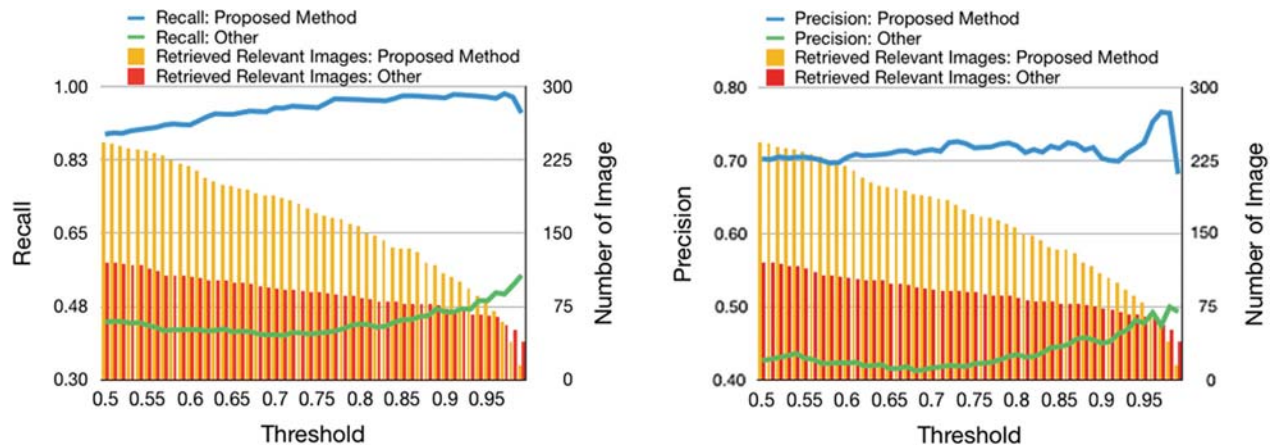 Recall: Proposed Method
Recall: Other
Retrieved Relevant Images: Proposed Method
Retrieved Relevant Images: Other
1.00
0.83
0.65
0.48
0.30
300
225
150
75
0
Recall
Number of Image
0.5 0.55 0.6 0.65 0.7 0.75 0.8 0.85 0.9 0.95
Threshold
Precision: Proposed Method
Precision: Other
Retrieved Relevant Images: Proposed Method
Retrieved Relevant Images: Other
0.80
0.70
0.60
0.50
0.40
300
225
150
75
0
Precision
Number of Image
0.5 0.55 0.6 0.65 0.7 0.75 0.8 0.85 0.9 0.95
Threshold